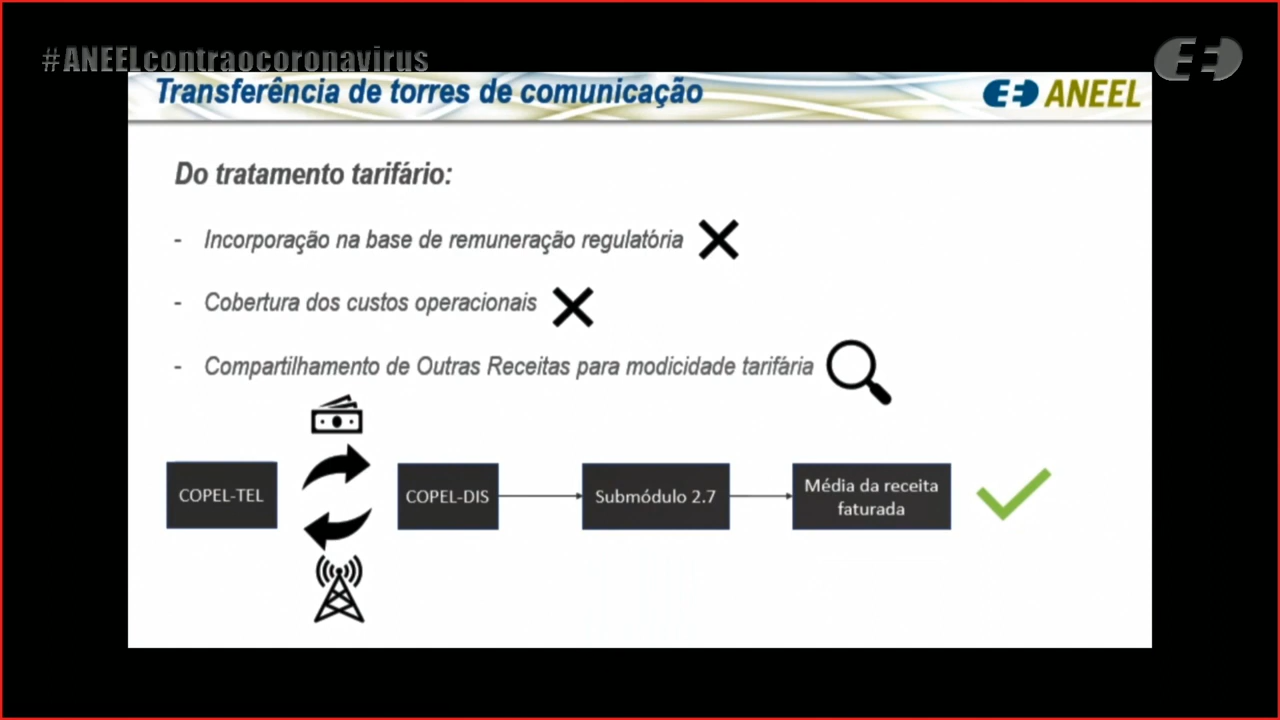 #ANEELcontraocoronavirus
Transferência de torres de comunicação
ANEEL
Do tratamento tarifário:
- Incorporação na base de remuneração regulatória
- Cobertura dos custos operacionais
- Compartilhamento de Outras Receitas para modicidade tarifária
COPEL-TEL
COPEL-DIS
Submódulo 2.7
Média da receita
faturada